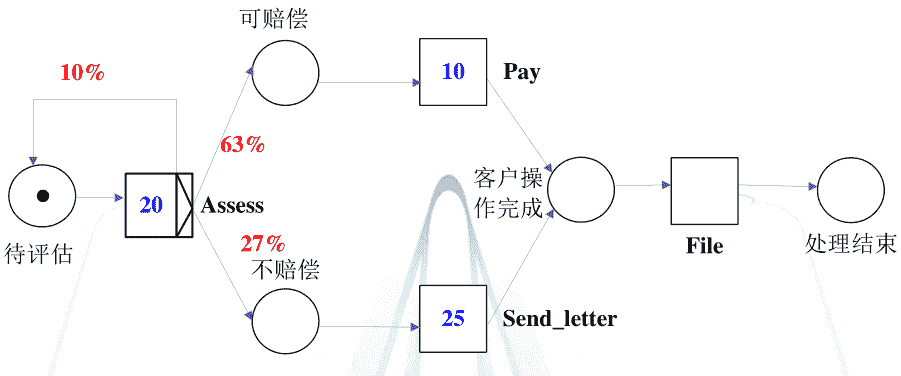 可赔偿
10%
10
Pay
63%
客户操
作完成
20
Assess
待评估
27%
不赔偿
File
处理结束
25
Send_letter